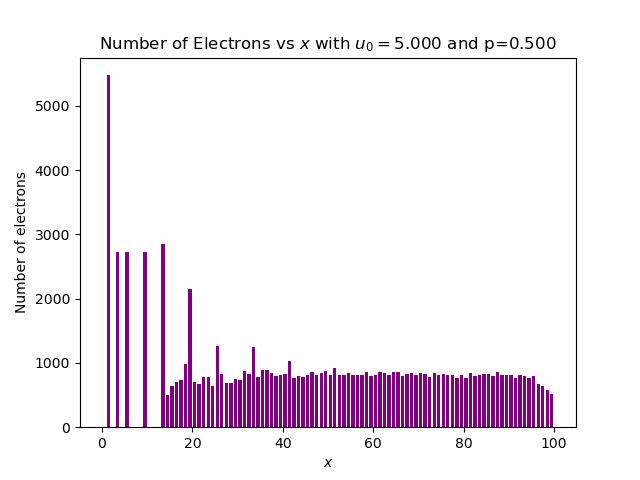 Number of Electrons vs x with u₀ = 5.000 and p=0.500
Number of electrons
5000
4000
3000
2000
1000
0
0 20 40 60 80 100
x